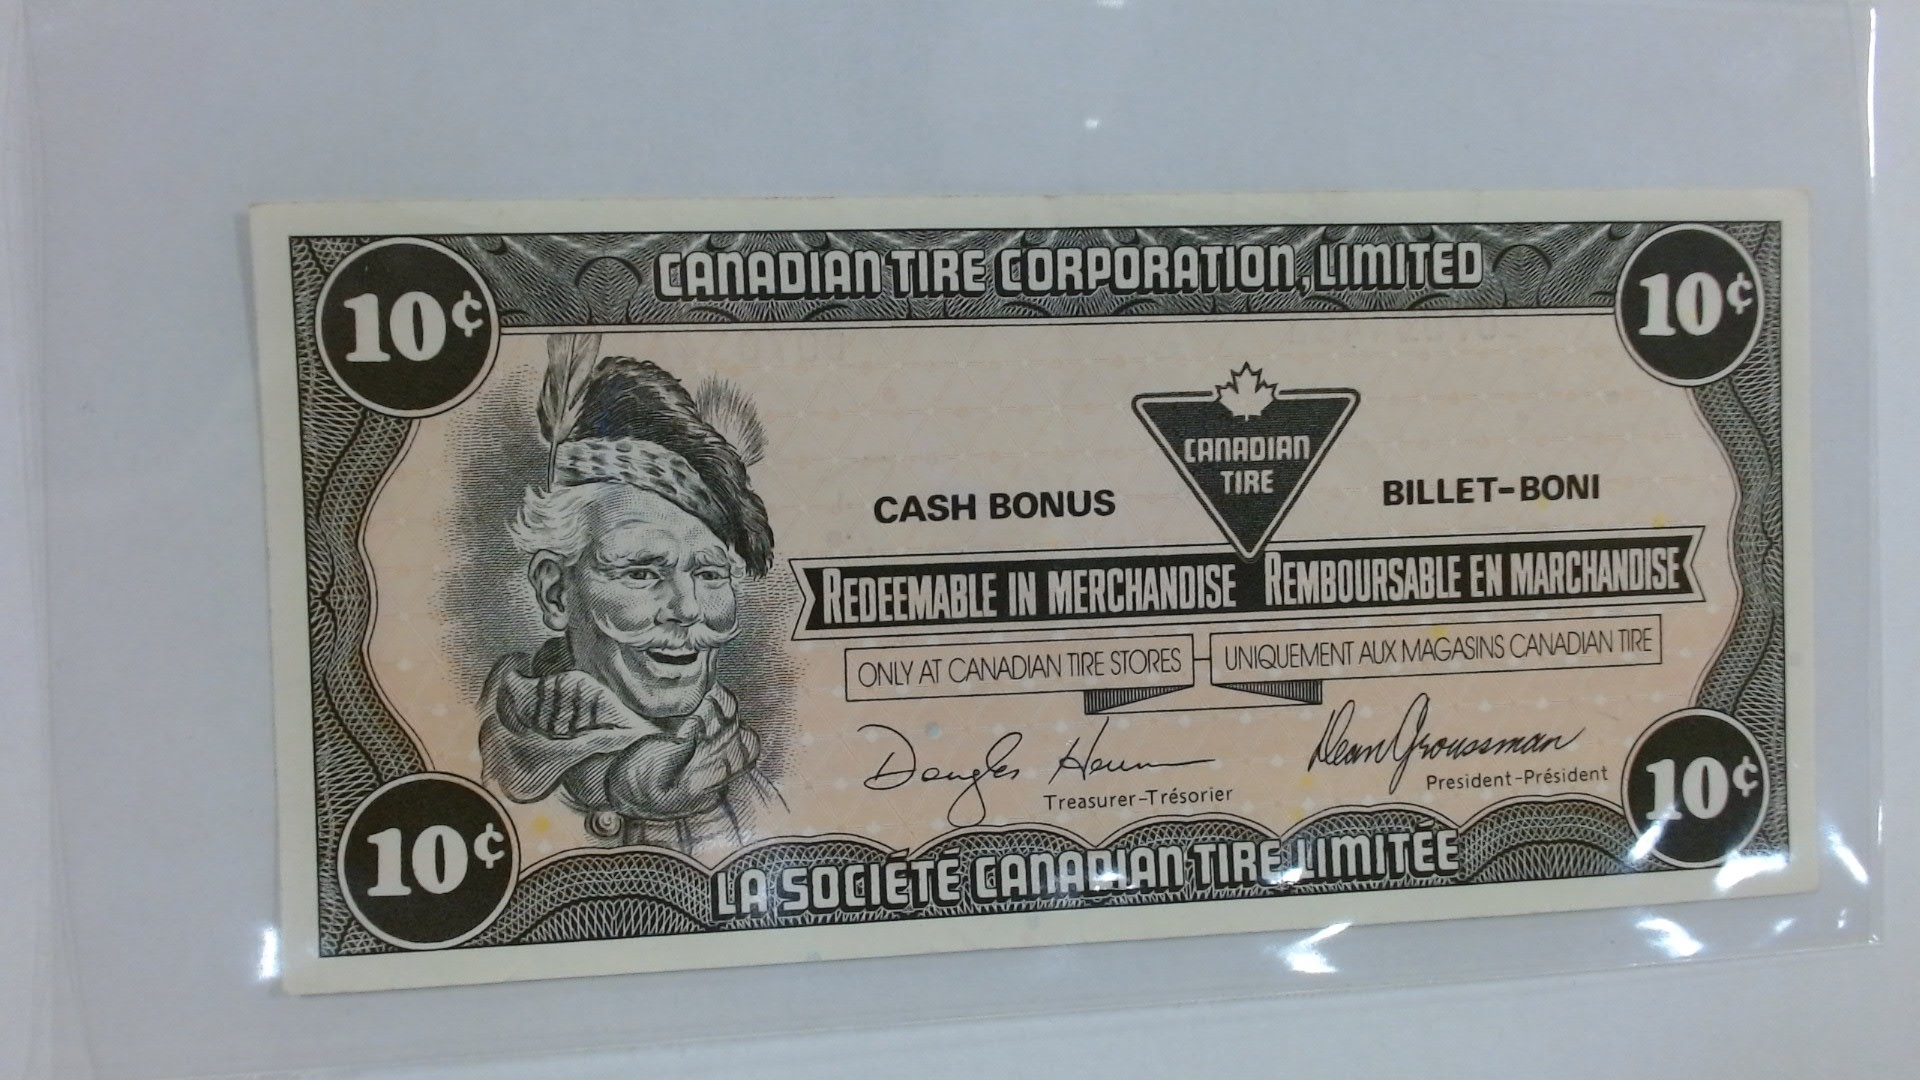 CANADIAN TIRE CORPORATION, LIMITED
10¢
10¢
CANADIAN
TIRE
CASH BONUS
BILLET-BONI
REDEEMABLE IN MERCHANDISE REMBOURSABLE EN MARCHANDISE
ONLY AT CANADIAN TIRE STORES
UNIQUEMENT AUX MAGASINS CANADIAN TIRE
Dean Groussman
Treasurer-Trésorier
President-Président
10¢
10¢
LA SOCIÉTÉ CANADIAN TIRE LIMITÉE